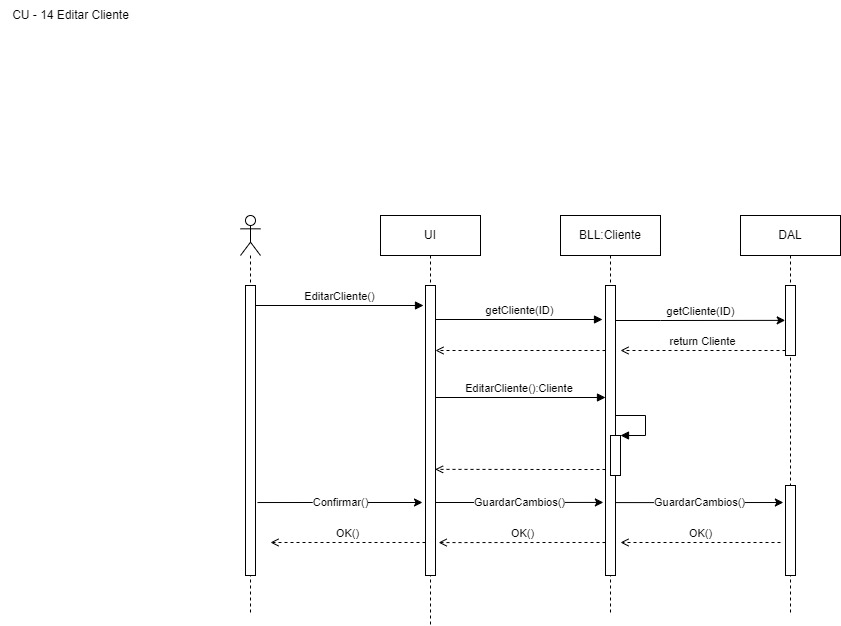 CU - 14 Editar Cliente
UI
BLL:Cliente
DAL
EditarCliente()
getCliente(ID)
getCliente(ID)
return Cliente
EditarCliente():Cliente
Confirmar()
GuardarCambios()
GuardarCambios()
OK()
OK()
OK()